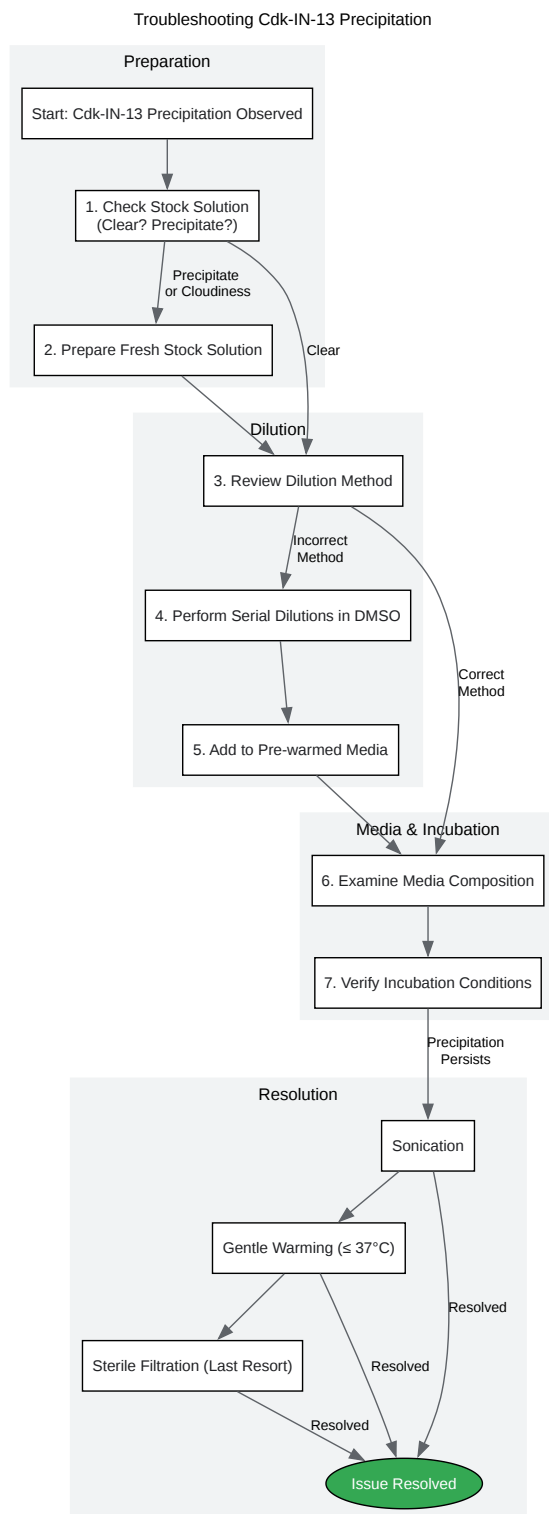 Troubleshooting Cdk-IN-13 Precipitation
Preparation
Start: Cdk-IN-13 Precipitation Observed
1. Check Stock Solution
(Clear? Precipitate?)
Precipitate
or Cloudiness
2. Prepare Fresh Stock Solution
Clear
Dilution
3. Review Dilution Method
Incorrect
Method
4. Perform Serial Dilutions in DMSO
Correct
Method
5. Add to Pre-warmed Media
Media & Incubation
6. Examine Media Composition
7. Verify Incubation Conditions
Precipitation
Persists
Resolution
Sonication
Gentle Warming (≤ 37°C)
Resolved
Sterile Filtration (Last Resort)
Resolved
Resolved
Issue Resolved